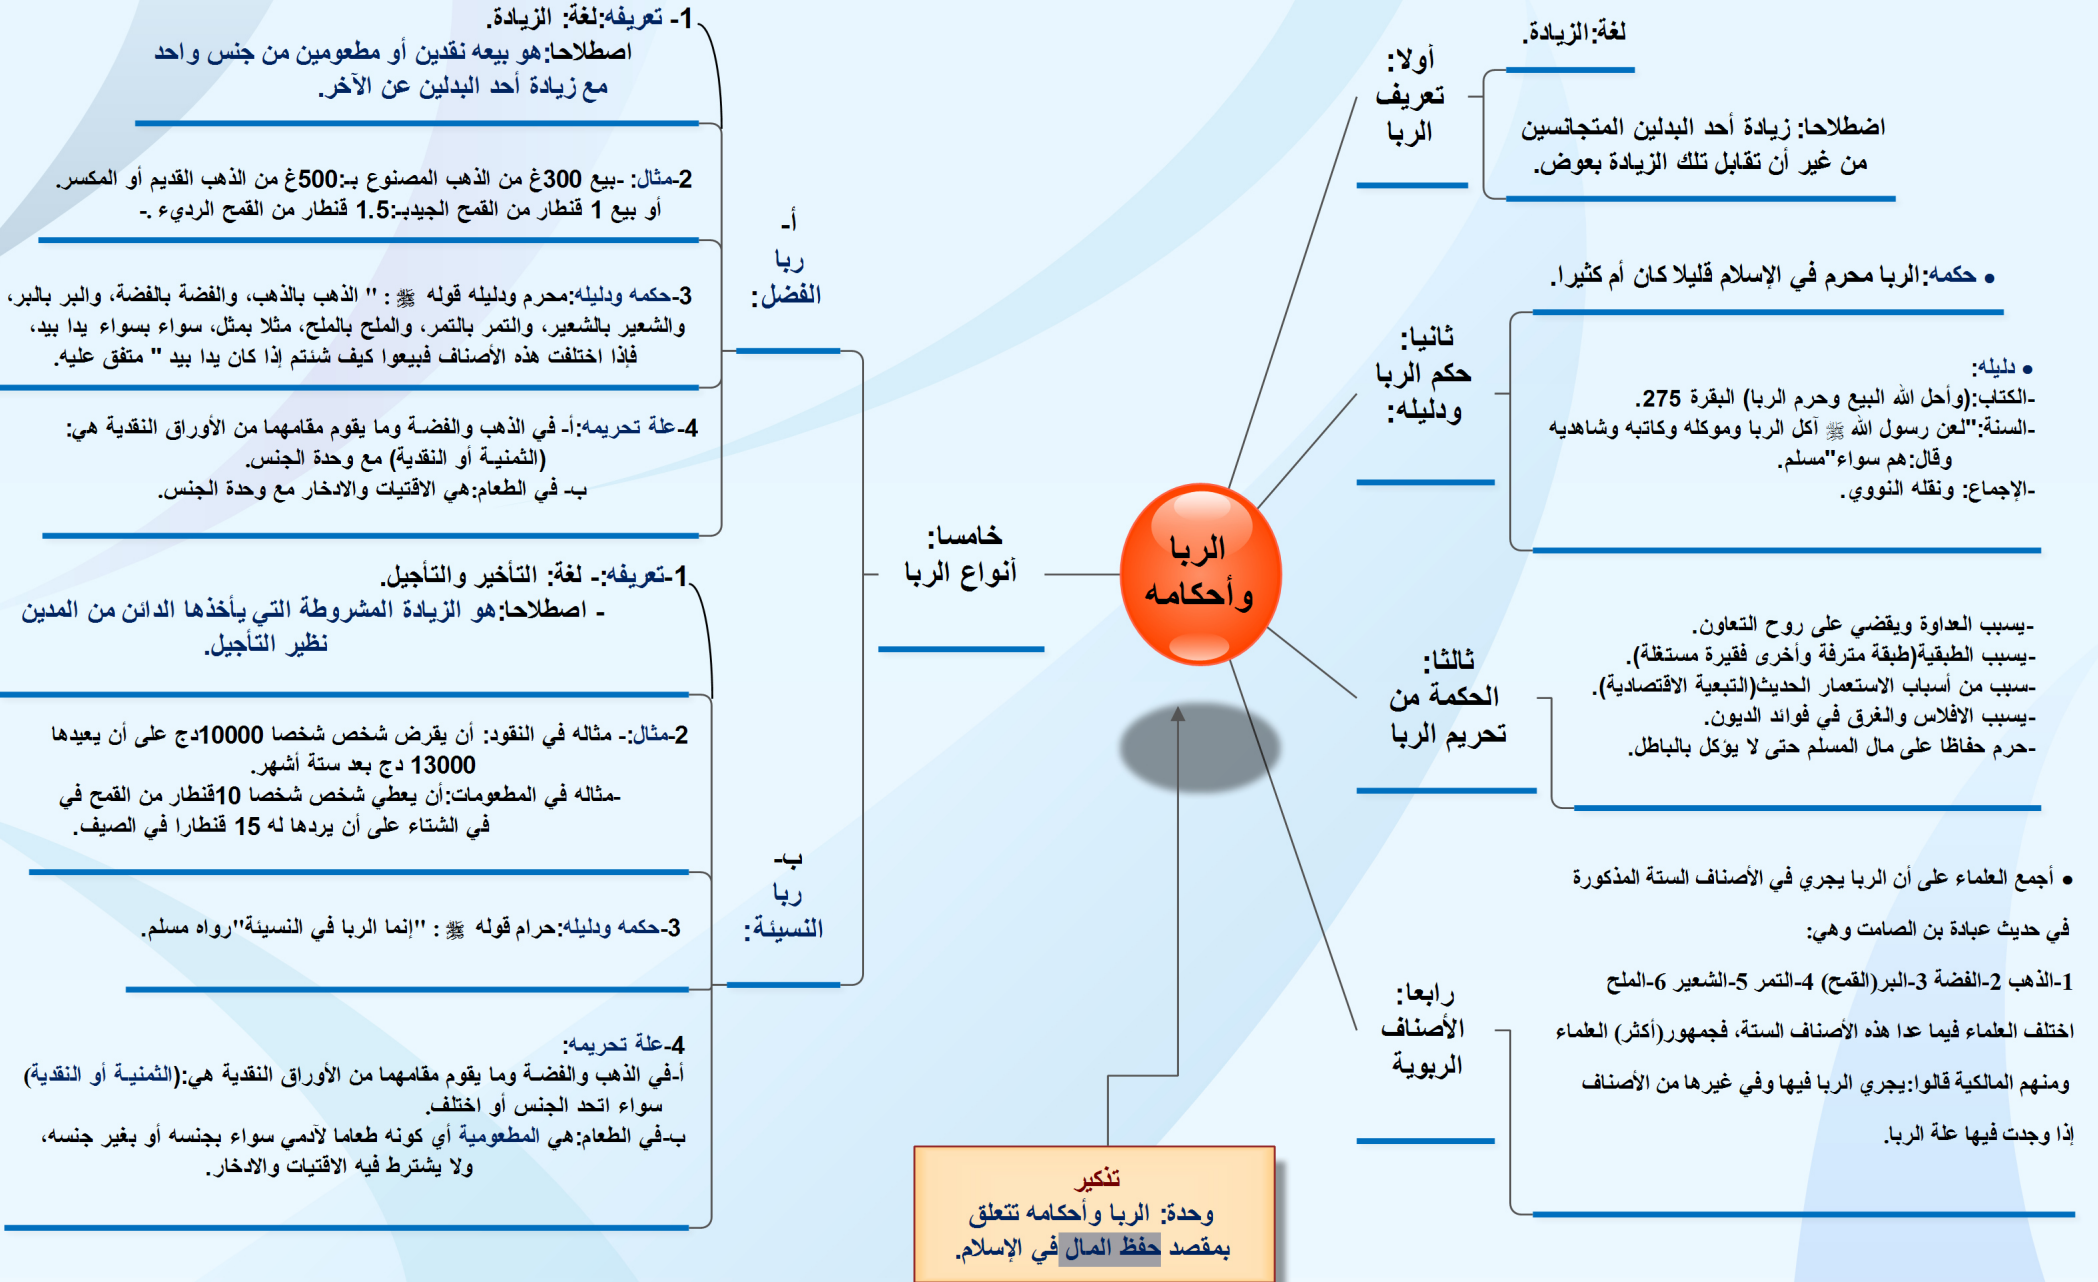 الربا
وأحكامه
أولا:
تعريف
الربا
لغة:الزيادة.
اضطلاحا: زيادة أحد البدلين المتجانسين
من غير أن تقابل تلك الزيادة بعوض.
ثانيا:
حكم الربا
ودليله:
• حكمه:الربا محرم في الإسلام قليلا كان أم كثيرا.
• دليله:
-الكتاب:(وأحل الله البيع وحرم الربا) البقرة 275.
-السنة:"لعن رسول الله ﷺ آكل الربا وموكله وكاتبه وشاهديه
وقال:هم سواء"مسلم.
-الإجماع: ونقله النووي.
ثالثا:
الحكمة من
تحريم الربا
-يسبب العداوة ويقضي على روح التعاون.
-يسبب الطبقية(طبقة مترفة وأخرى فقيرة مستغلة).
-سبب من أسباب الاستعمار الحديث(التبعية الاقتصادية).
-يسبب الافلاس والغرق في فوائد الديون.
-حرم حفاظا على مال المسلم حتى لا يؤكل بالباطل.
رابعا:
الأصناف
الربوية
• أجمع العلماء على أن الربا يجري في الأصناف الستة المذكورة
في حديث عبادة بن الصامت وهي:
1-الذهب 2-الفضة 3-البر(القمح) 4-التمر 5-الشعير 6-الملح
اختلف العلماء فيما عدا هذه الأصناف الستة، فجمهور(أكثر) العلماء
ومنهم المالكية قالوا:يجري الربا فيها وفي غيرها من الأصناف
إذا وجدت فيها علة الربا.
خامسا:
أنواع الربا
أ-
ربا
الفضل:
1- تعريفه:لغة: الزيادة.
اصطلاحا:هو بيعه نقدين أو مطعومين من جنس واحد
مع زيادة أحد البدلين عن الآخر.
2-مثال: -بيع 300غ من الذهب المصنوع بـ:500غ من الذهب القديم أو المكسر.
أو بيع 1 قنطار من القمح الجيدبـ:1.5 قنطار من القمح الرديء .-
3-حكمه ودليله:محرم ودليله قوله ﷺ : " الذهب بالذهب، والفضة بالفضة، والبر بالبر،
والشعير بالشعير، والتمر بالتمر، والملح بالملح، مثلا بمثل، سواء بسواء يدا بيد،
فإذا اختلفت هذه الأصناف فبيعوا كيف شئتم إذا كان يدا بيد " متفق عليه.
4-علة تحريمه:أ- في الذهب والفضة وما يقوم مقامهما من الأوراق النقدية هي:
(الثمنية أو النقدية) مع وحدة الجنس.
ب- في الطعام:هي الاقتيات والادخار مع وحدة الجنس.
ب-
ربا
النسيئة:
1-تعريفه:- لغة: التأخير والتأجيل.
- اصطلاحا:هو الزيادة المشروطة التي يأخذها الدائن من المدين
نظير التأجيل.
2-مثال:- مثاله في النقود: أن يقرض شخص شخصا 10000دج على أن يعيدها
13000 دج بعد ستة أشهر.
-مثاله في المطعومات:أن يعطي شخص شخصا 10قنطار من القمح في
في الشتاء على أن يردها له 15 قنطارا في الصيف.
3-حكمه ودليله:حرام قوله ﷺ : "إنما الربا في النسيئة"رواه مسلم.
4-علة تحريمه:
أ-في الذهب والفضة وما يقوم مقامهما من الأوراق النقدية هي:(الثمنية أو النقدية)
سواء اتحد الجنس أو اختلف.
ب-في الطعام:هي المطعومية أي كونه طعاما لآدمي سواء بجنسه أو بغير جنسه،
ولا يشترط فيه الاقتيات والادخار.
تذكير
وحدة: الربا وأحكامه تتعلق
بمقصد حفظ المال في الإسلام.